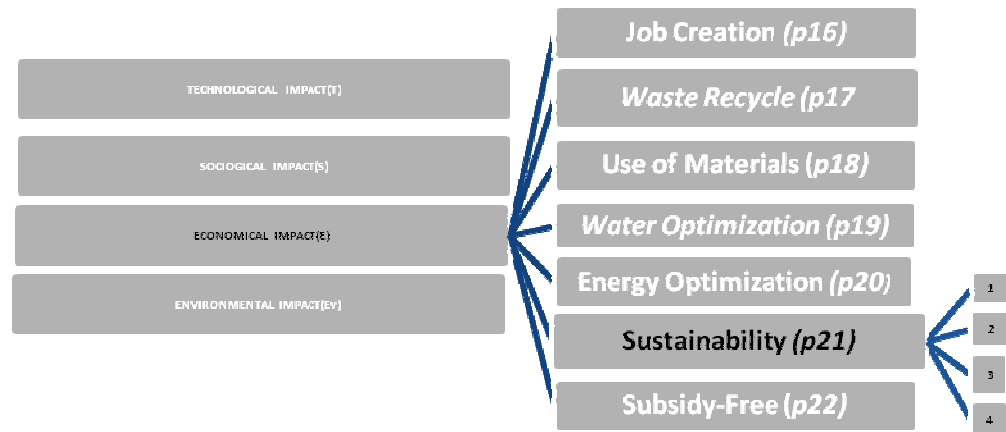 TECHNOLOGICAL IMPACT(T)
SOCIOLOGICAL IMPACT(S)
ECONOMICAL IMPACT(E)
ENVIRONMENTAL IMPACT(Ev)
Job Creation (p16)
Waste Recycle (p17
Use of Materials (p18)
Water Optimization (p19)
Energy Optimization (p20)
Sustainability (p21)
Subsidy-Free (p22)
1
2
3
4